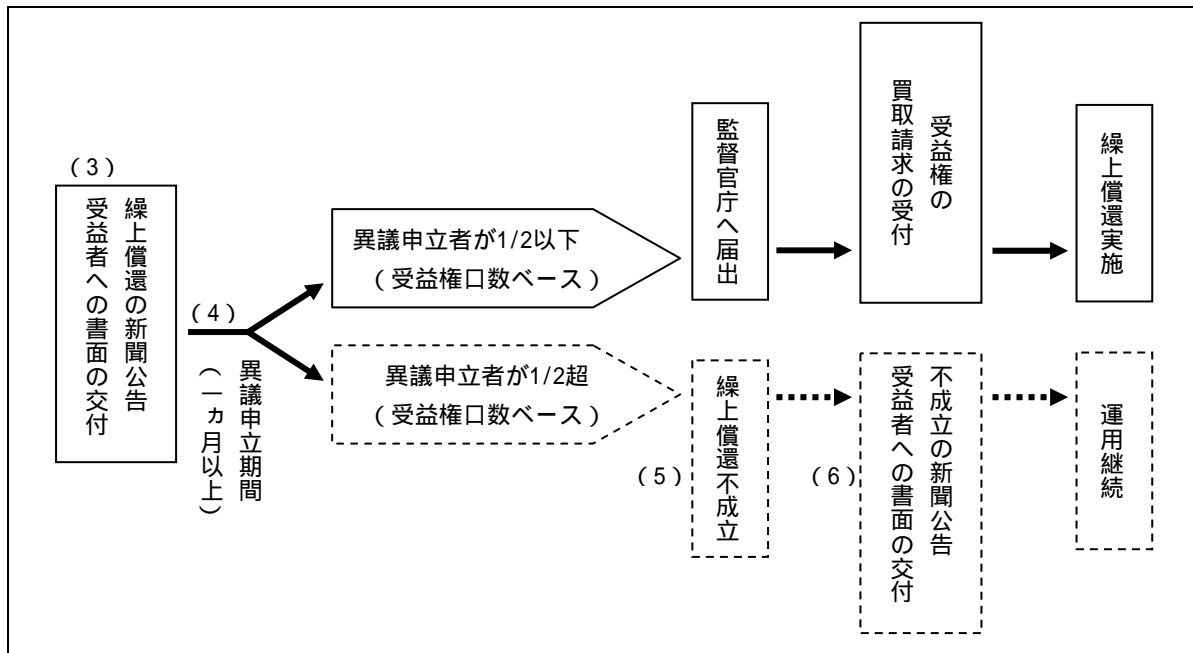 (3)
繰上償還の新聞公告
受益者への書面の交付
(4)
異議申立期間
(一ヵ月以上)
異議申立者が1/2以下
(受益権口数ベース)
監督官庁へ届出
受益権の
買取請求の受付
繰上償還実施
異議申立者が1/2超
(受益権口数ベース)
(5)
繰上償還不成立
(6)
不成立の新聞公告
受益者への書面の交付
運用継続